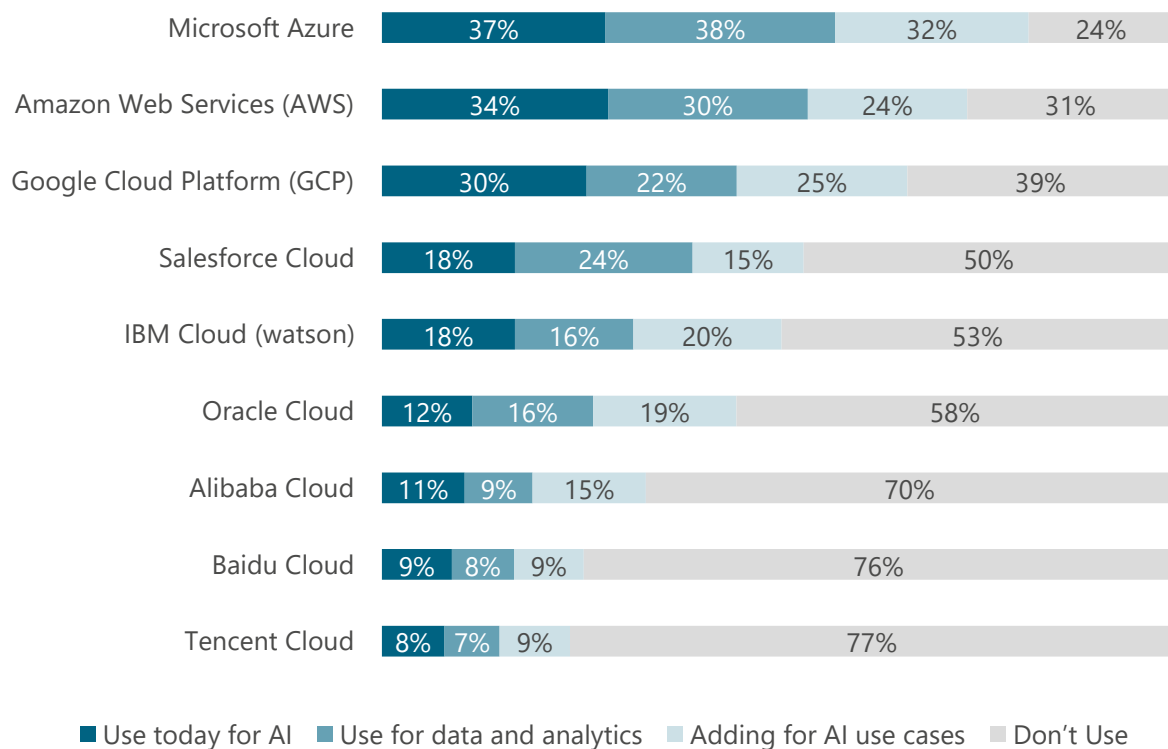 Microsoft Azure 37% 38% 32% 24%
Amazon Web Services (AWS) 34% 30% 24% 31%
Google Cloud Platform (GCP) 30% 22% 25% 39%
Salesforce Cloud 18% 24% 15% 50%
IBM Cloud (watson) 18% 16% 20% 53%
Oracle Cloud 12% 16% 19% 58%
Alibaba Cloud 11% 9% 15% 70%
Baidu Cloud 9% 8% 9% 76%
Tencent Cloud 8% 7% 9% 77%
Use today for AI Use for data and analytics Adding for AI use cases Don’t Use